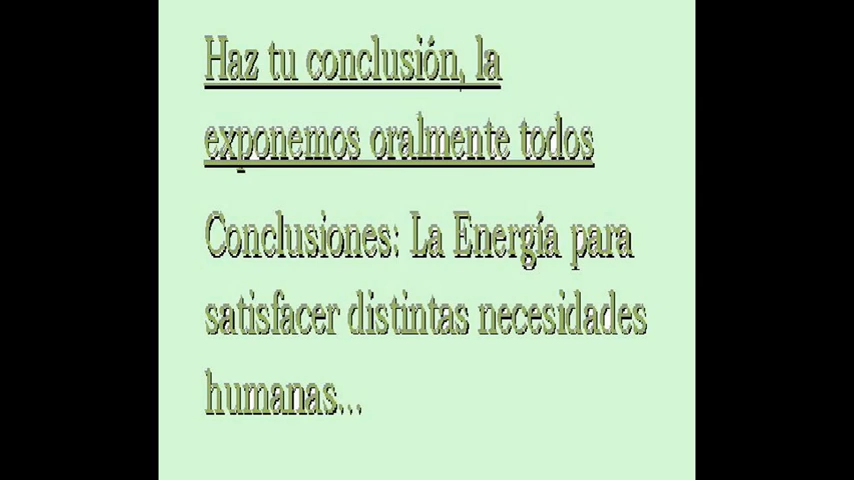 Haz tu conclusión, la
exponemos oralmente todos
Conclusiones: La Energía para
satisfacer distintas necesidades
humanas...